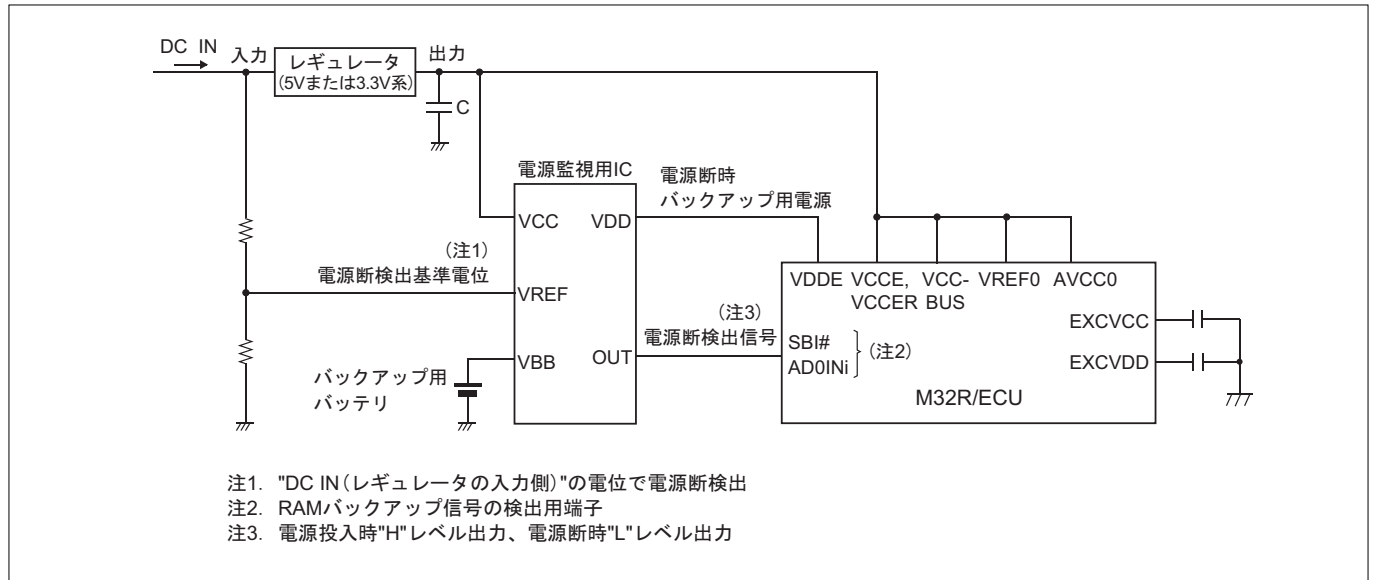 DC IN
入力
レギュレータ
(5Vまたは3.3V系)
出力
C
電源監視用IC
電源断時
バックアップ用電源
VCC
VDD
(注1)
電源断検出基準電位
VREF
VDDE VCCE, VCC- VREF0 AVCC0
VCCER BUS
EXCVCC
(注3)
電源断検出信号
SBI#
AD0INi
(注2)
EXCVDD
VBB
OUT
バックアップ用
バッテリ
M32R/ECU
注1. "DC IN(レギュレータの入力側)"の電位で電源断検出
注2. RAMバックアップ信号の検出用端子
注3. 電源投入時"H"レベル出力、電源断時"L"レベル出力